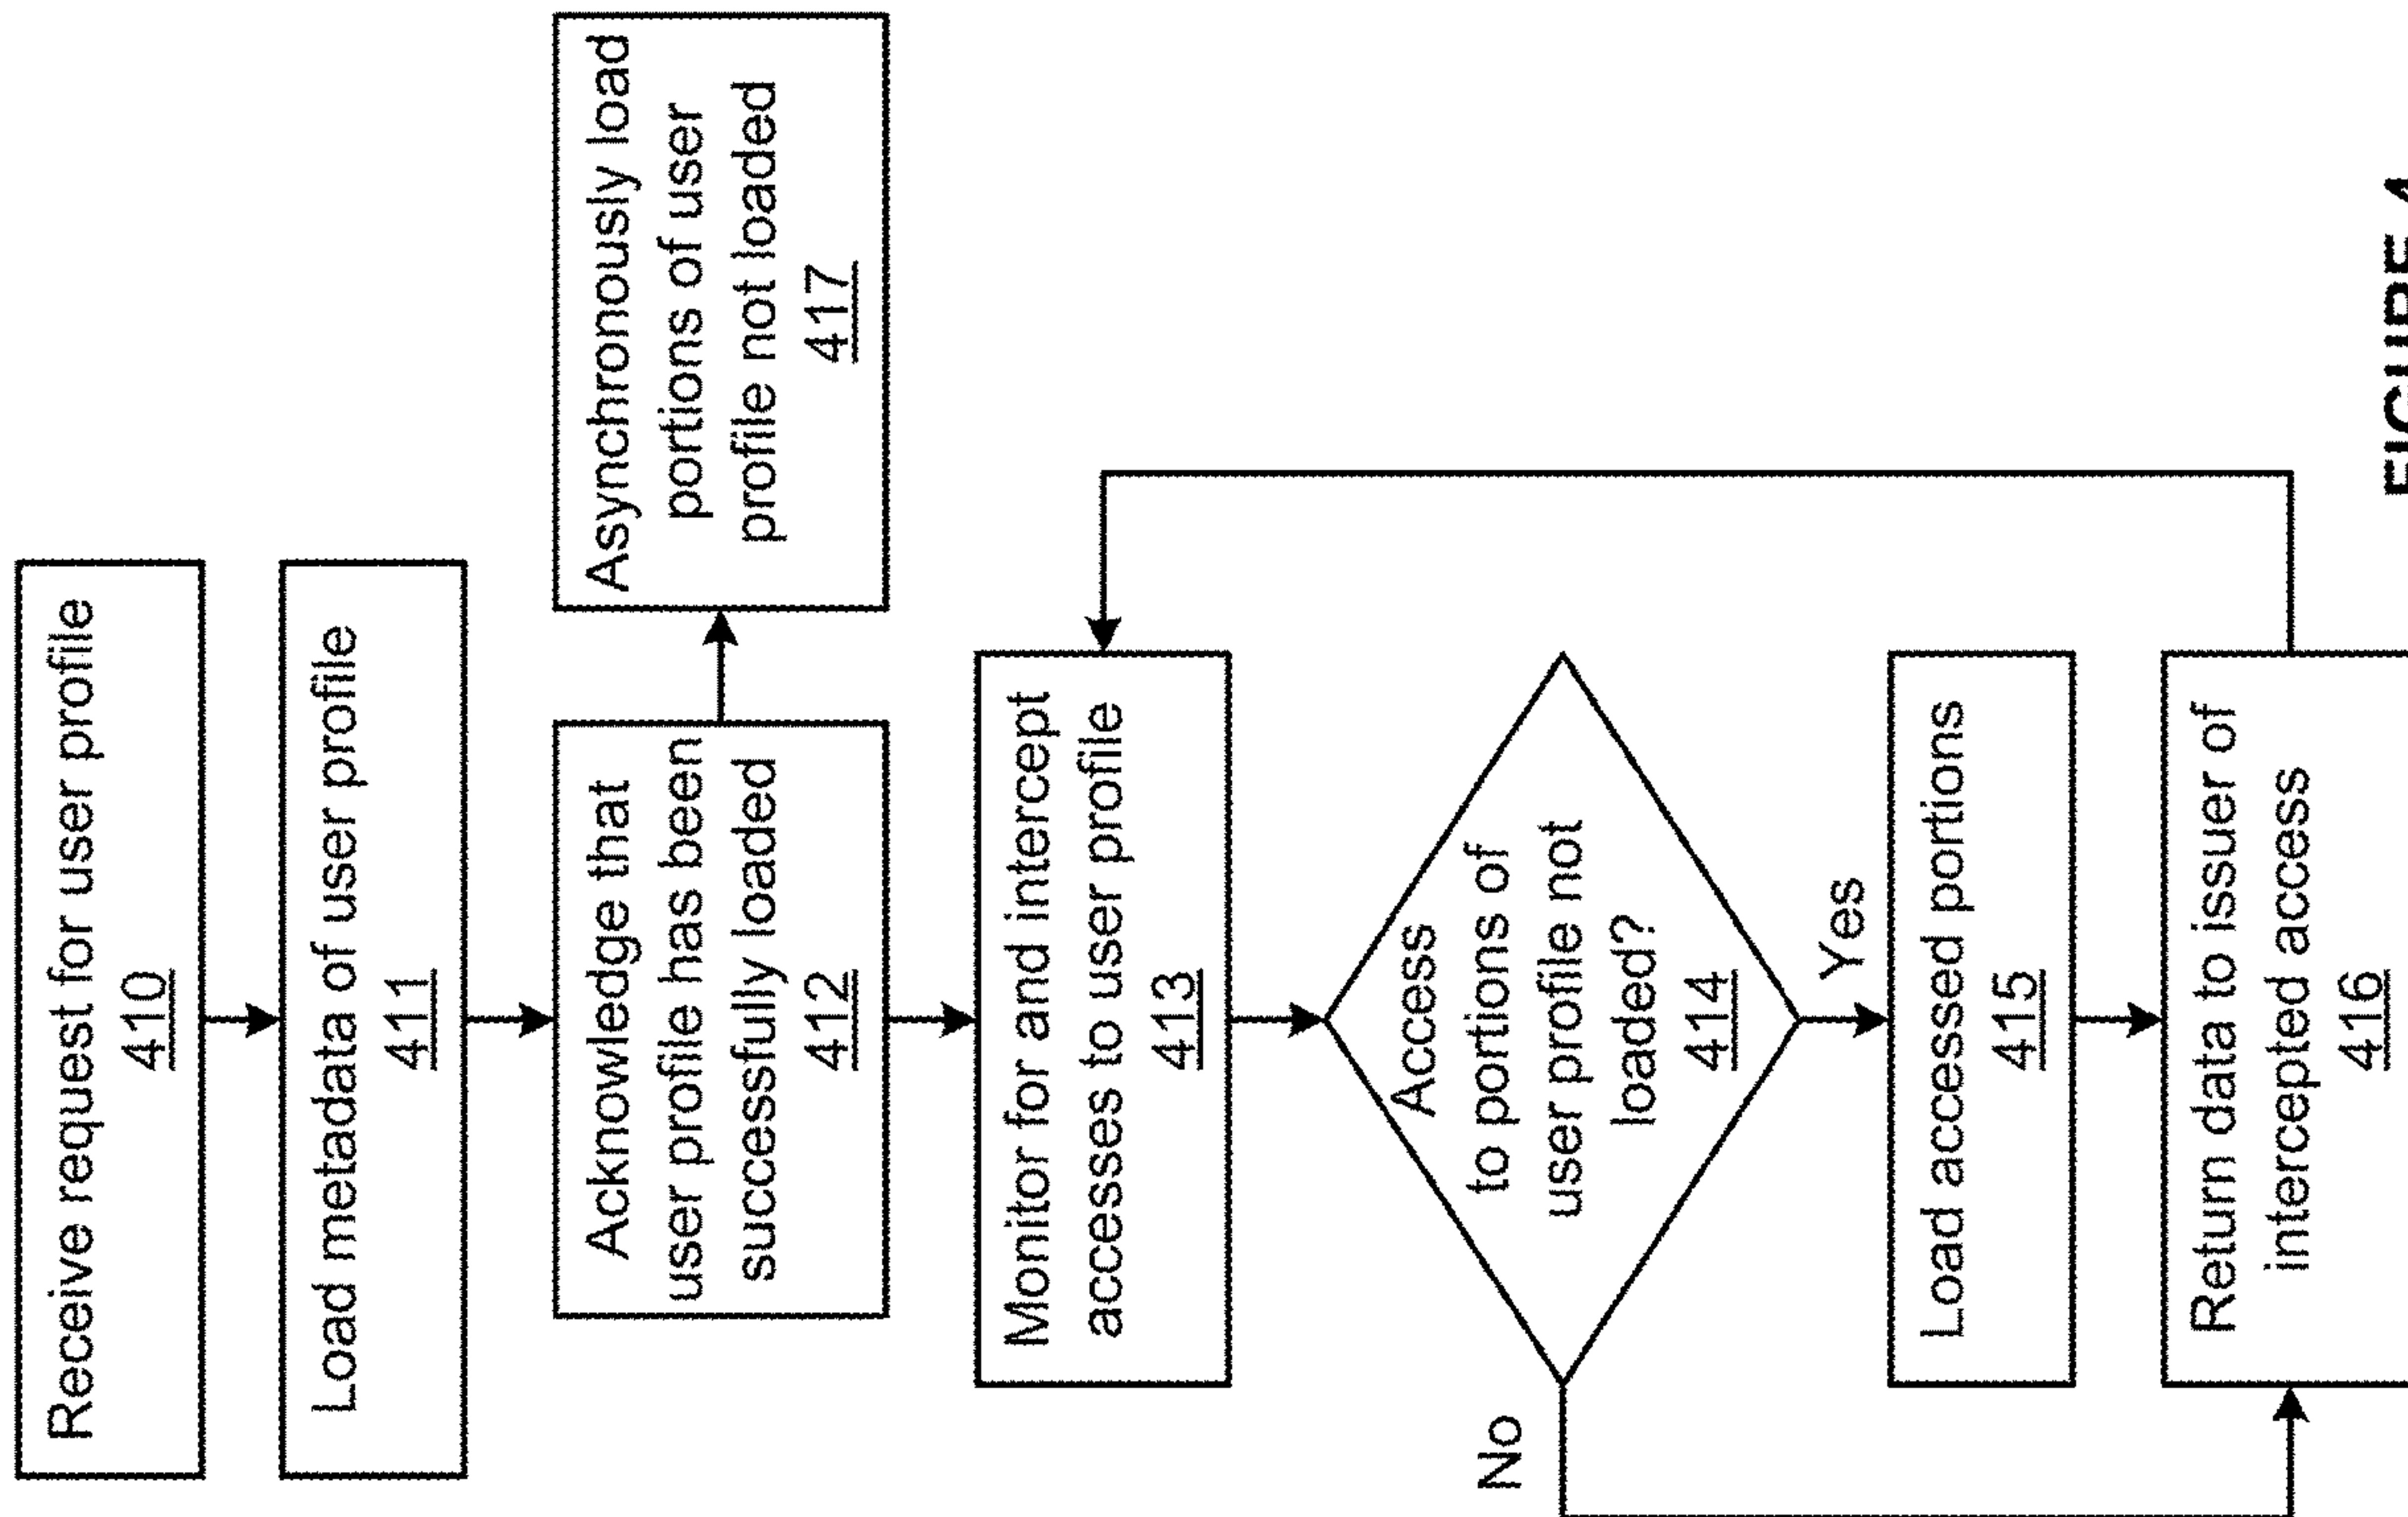 Receive request for user profile
410
Load metadata of user profile
411
Acknowledge that
user profile has been
successfully loaded
412
Asynchronously load
portions of user
profile not loaded
417
Monitor for and intercept
accesses to user profile
413
Access
to portions of
user profile not
loaded?
414
No
Yes
Load accessed portions
415
Return data to issuer of
intercepted access
416
FIGURE 4